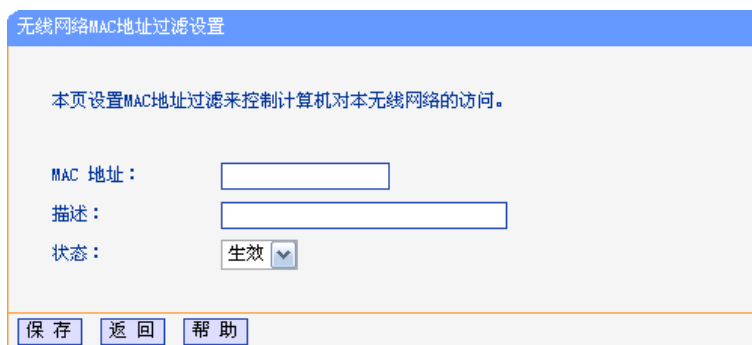 无线网络MAC地址过滤设置
本页设置MAC地址过滤来控制计算机对本无线网络的访问。
MAC 地址：
描述：
状态： 生效
保 存 返 回 帮 助